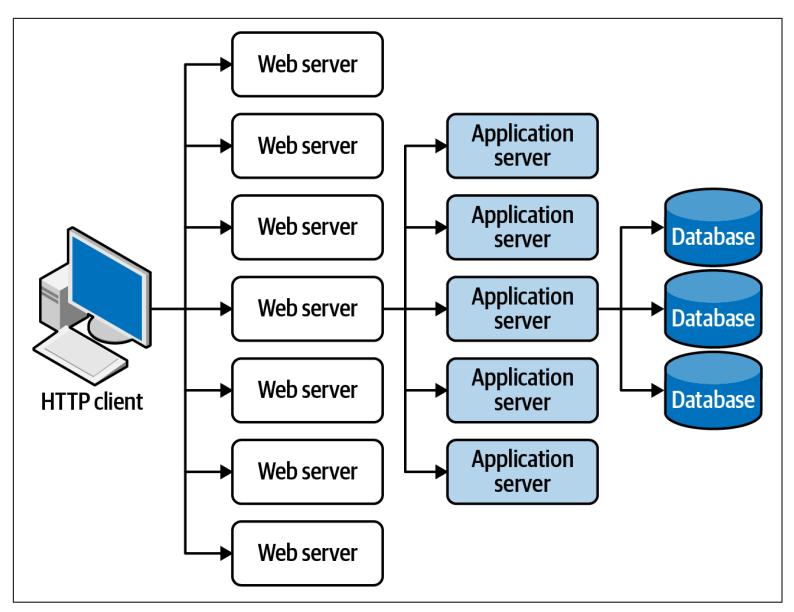 HTTP client
Web server
Web server
Web server
Web server
Web server
Web server
Web server
Application
server
Application
server
Application
server
Application
server
Application
server
Database
Database
Database